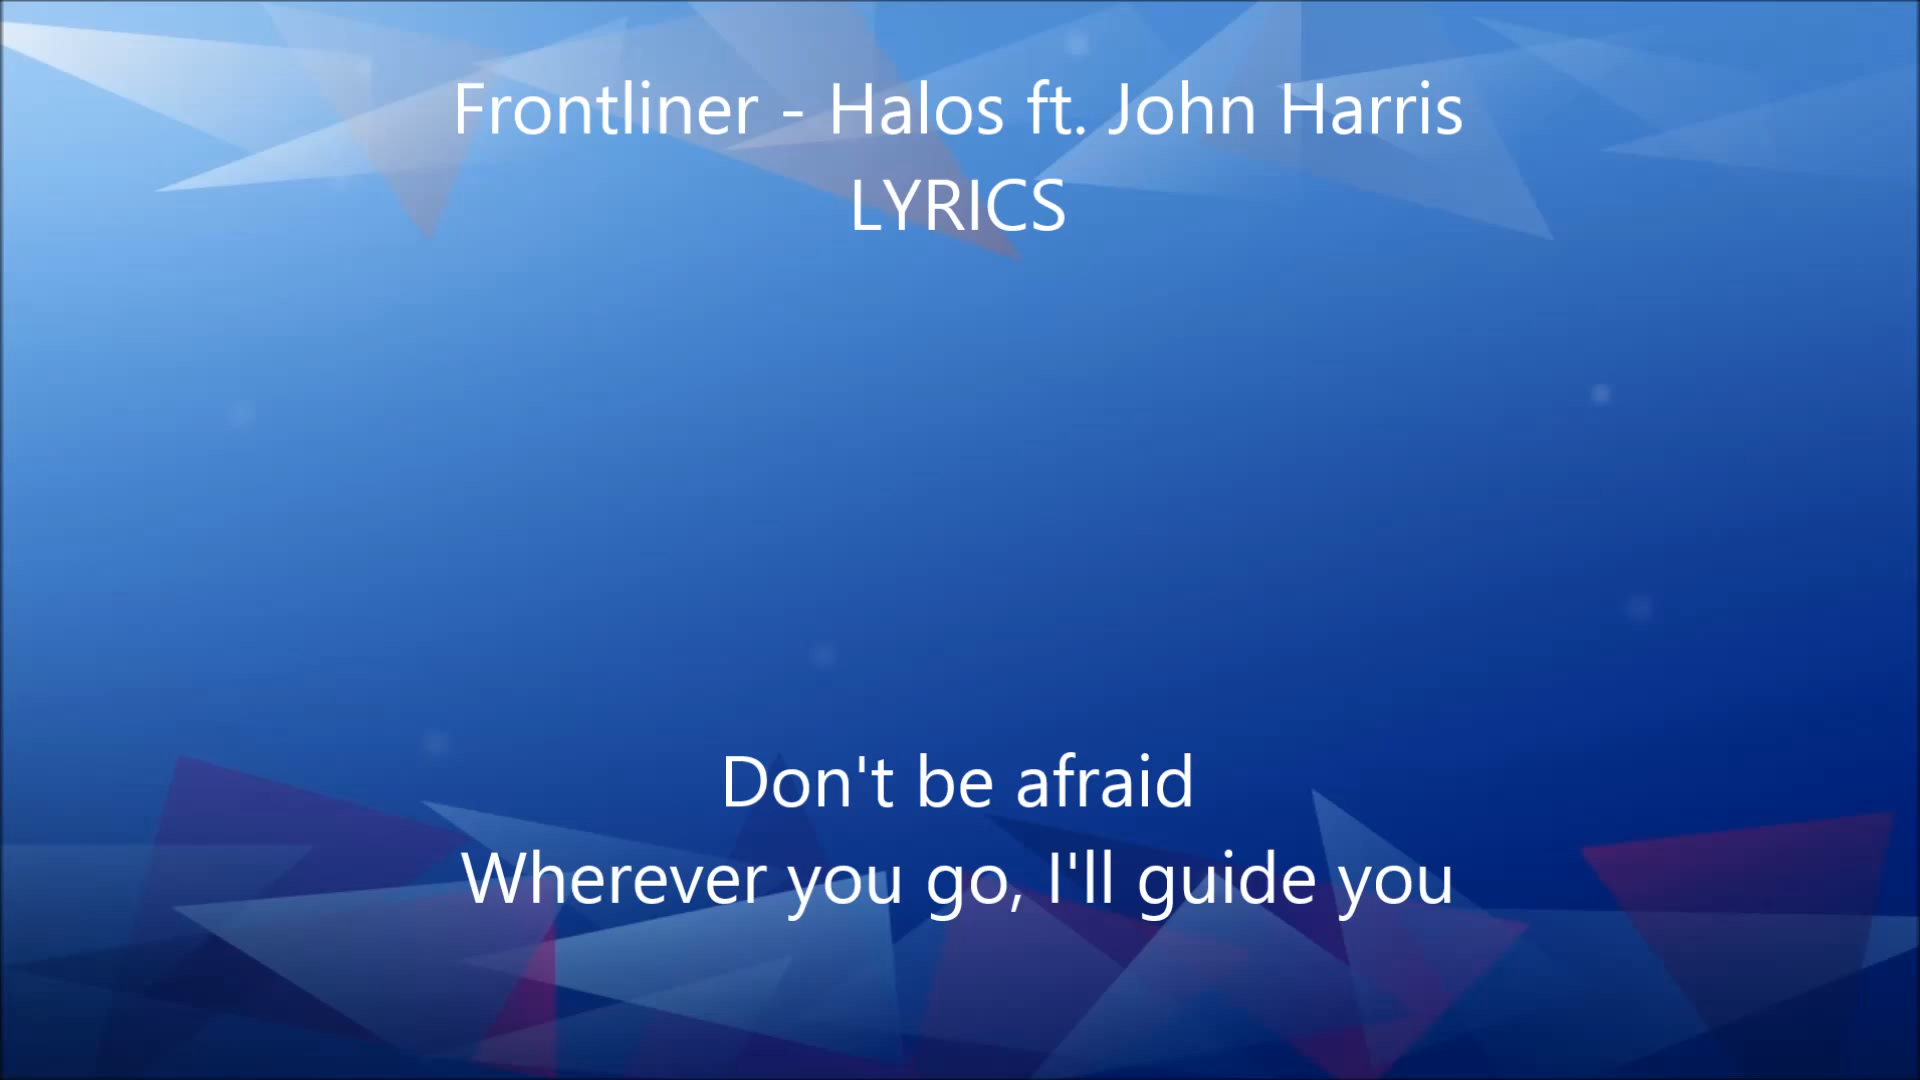 Frontliner - Halos ft. John Harris
LYRICS
Don't be afraid
Wherever you go, I'll guide you